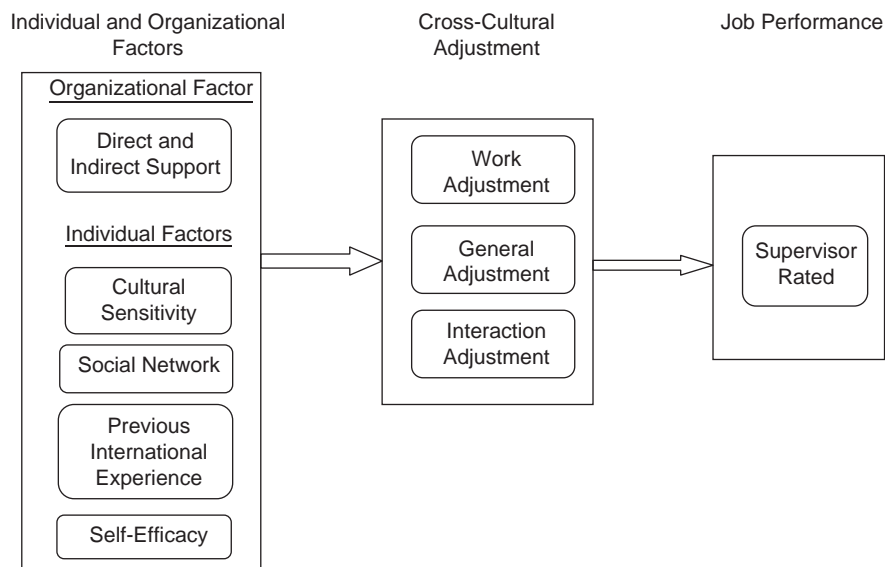 Individual and Organizational
Factors
Organizational Factor
Direct and
Indirect Support
Individual Factors
Cultural
Sensitivity
Social Network
Previous
International
Experience
Self-Efficacy
Cross-Cultural
Adjustment
Work
Adjustment
General
Adjustment
Interaction
Adjustment
Job Performance
Supervisor
Rated